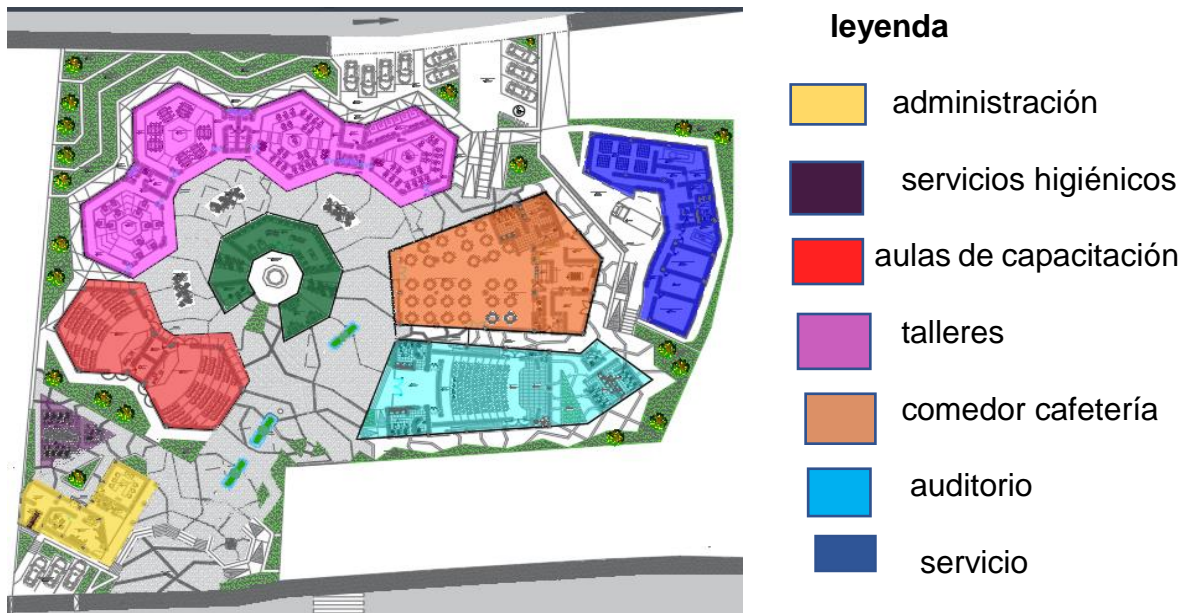 leyenda
administración
servicios higiénicos
aulas de capacitación
talleres
comedor cafetería
auditorio
servicio